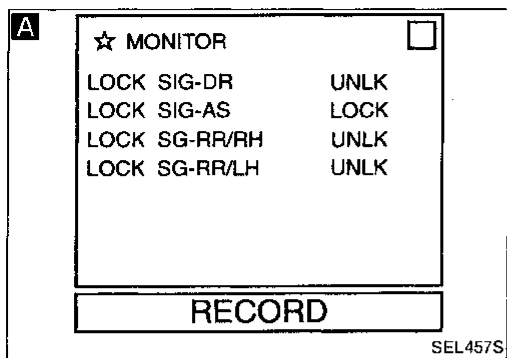 A
☆ MONITOR
LOCK SIG-DR UNLK
LOCK SIG-AS LOCK
LOCK SG-RR/RH UNLK
LOCK SG-RR/LH UNLK
RECORD
SEL457S